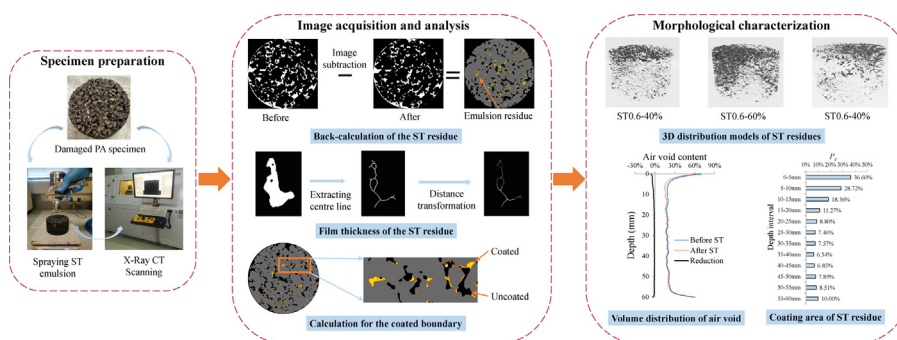 Specimen preparation
Damaged PA specimen
Spraying ST
emulsion
X-Ray CT
Scanning
Image acquisition and analysis
Image
subtraction
Before
After
Emulsion residue
Back-calculation of the ST residue
Extracting
centre line
Distance
transformation
Film thickness of the ST residue
Coated
Uncoated
Calculation for the coated boundary
Morphological characterization
ST0.6-40%
ST0.6-60%
ST0.6-40%
3D distribution models of ST residues
Air void content
-30% 0% 30% 60% 90%
0
10
20
30
40
50
60
Depth (mm)
Before ST
After ST
Reduction
Volume distribution of air void
Pc
0% 10% 20% 30% 40% 50%
Depth interval
0-5mm 36.60%
5-10mm 28.72%
10-15mm 18.36%
15-20mm 11.27%
20-25mm 8.80%
25-30mm 7.46%
30-35mm 7.37%
35-40mm 6.34%
40-45mm 6.85%
45-50mm 7.89%
50-55mm 8.51%
55-60mm 10.00%
Coating area of ST residue